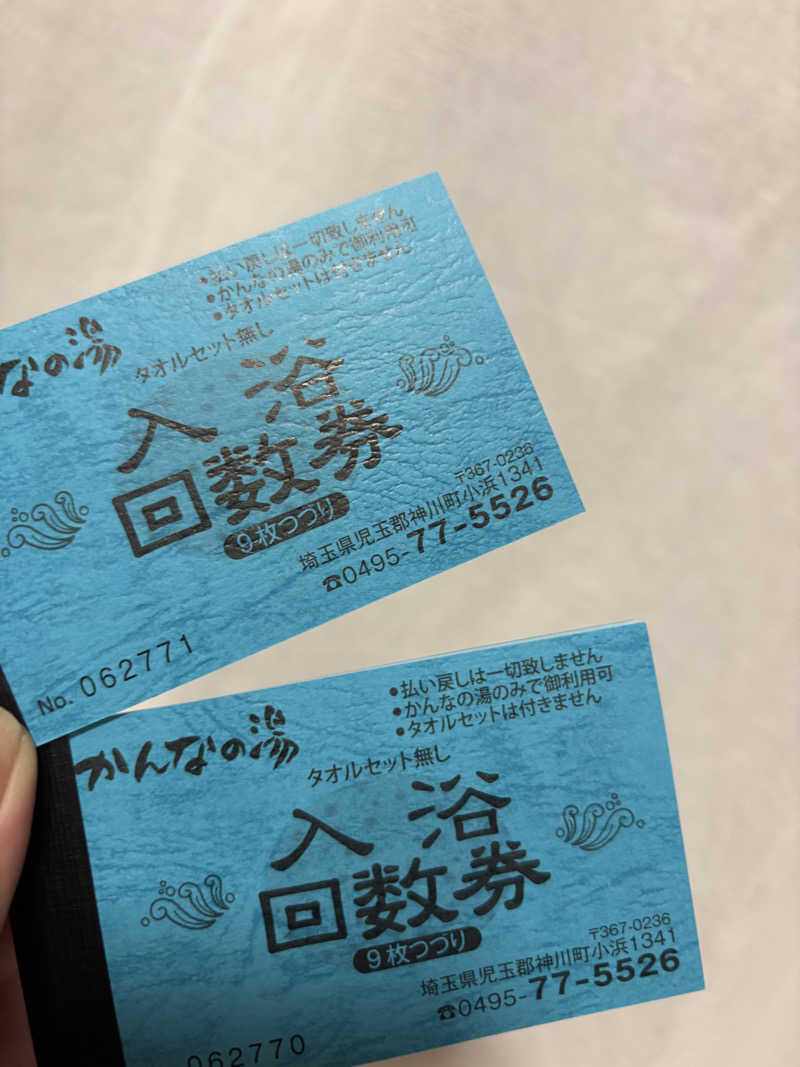 ●払い戻しは一切致しません
●かんなの湯のみで御利用可
●タオルセットは付きません
なの湯
タオルセット無し
入浴
回数券
9枚つづり
〒367-0236
埼玉県児玉郡神川町小浜1341
☎0495-77-5526
No. 062771
●払い戻しは一切致しません
●かんなの湯のみで御利用可
●タオルセットは付きません
かんなの湯
タオルセット無し
入浴
回数券
9枚つづり
〒367-0236
埼玉県児玉郡神川町小浜1341
☎0495-77-5526
062770